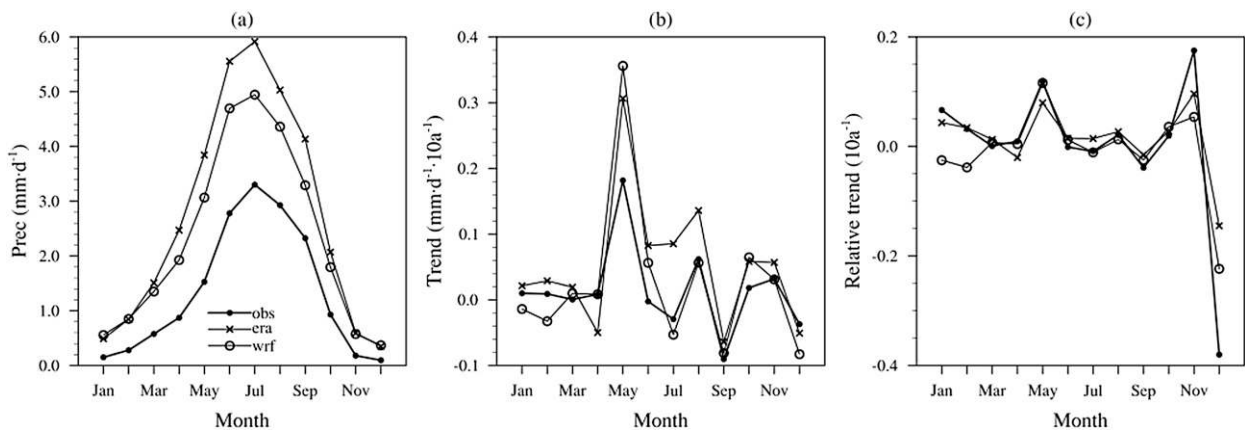 (a)
Prec (mm·d⁻¹)
6.0
5.0
4.0
3.0
2.0
1.0
0.0
obs
era
wrf
Jan Mar May Jul Sep Nov
Month
(b)
Trend (mm·d⁻¹·10a⁻¹)
0.4
0.3
0.2
0.1
0.0
-0.1
Jan Mar May Jul Sep Nov
Month
(c)
Relative trend (10a⁻¹)
0.2
0.0
-0.2
-0.4
Jan Mar May Jul Sep Nov
Month